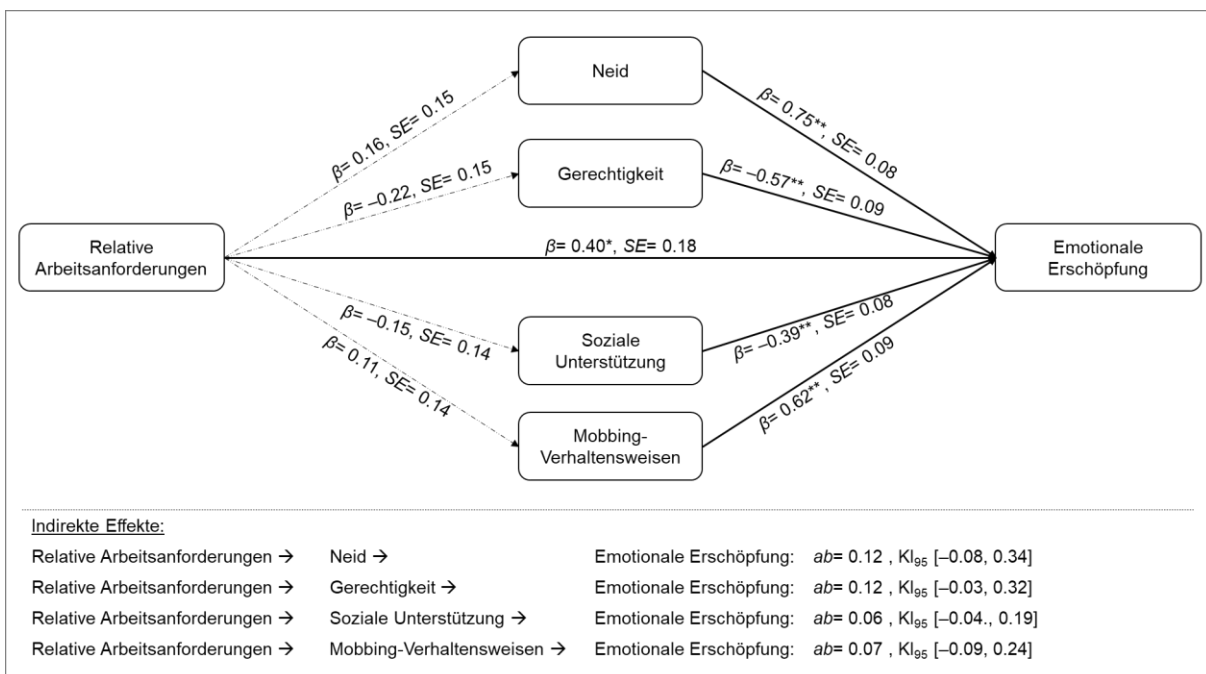 Neid
β= 0.16, SE= 0.15
β= 0.75**, SE= 0.08
Gerechtigkeit
β= –0.22, SE= 0.15
β= –0.57**, SE= 0.09
Relative
Arbeitsanforderungen
β= 0.40*, SE= 0.18
Emotionale
Erschöpfung
β= –0.15, SE= 0.14
Soziale
Unterstützung
β= –0.39**, SE= 0.08
β= 0.11, SE= 0.14
Mobbing-
Verhaltensweisen
β= 0.62**, SE= 0.09
Indirekte Effekte:
Relative Arbeitsanforderungen → Neid → Emotionale Erschöpfung: ab= 0.12 , KI₉₅ [–0.08, 0.34]
Relative Arbeitsanforderungen → Gerechtigkeit → Emotionale Erschöpfung: ab= 0.12 , KI₉₅ [–0.03, 0.32]
Relative Arbeitsanforderungen → Soziale Unterstützung → Emotionale Erschöpfung: ab= 0.06 , KI₉₅ [–0.04., 0.19]
Relative Arbeitsanforderungen → Mobbing-Verhaltensweisen → Emotionale Erschöpfung: ab= 0.07 , KI₉₅ [–0.09, 0.24]